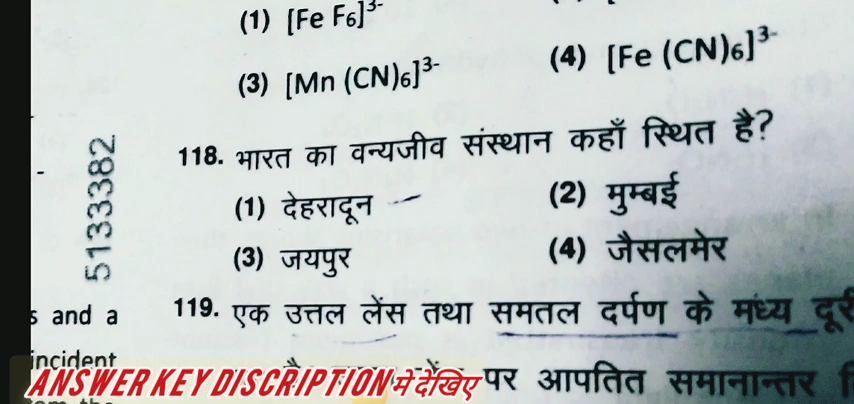 (1) [Fe F6]3-
(3) [Mn (CN)6]3-
(4) [Fe (CN)6]3-
5133382
118. भारत का वन्यजीव संस्थान कहाँ स्थित है?
(1) देहरादून
(2) मुम्बई
(3) जयपुर
(4) जैसलमेर
119. एक उत्तल लेंस तथा समतल दर्पण के मध्य दूरी
s and a
incident
पर आपतित समानान्तर
ANSWER KEY DISCRIPTION में देखिए